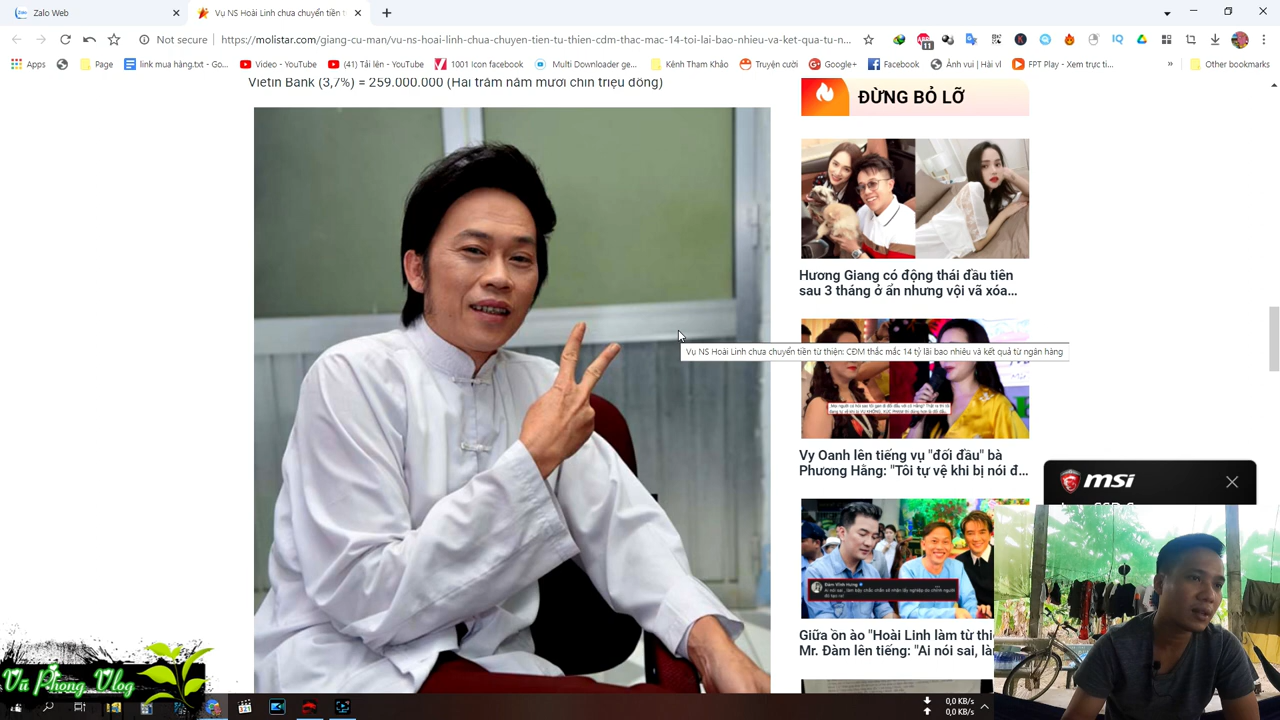 Zalo Web
Vụ NS Hoài Linh chưa chuyển tiền t
Not secure
https://molistar.com/giang-cu-man/vu-ns-hoai-linh-chua-chuyen-tien-tu-thien-cdm-thac-mac-14-toi-lai-bao-nhieu-va-ket-qua-tu-n...
11
Apps
Page
link mua hàng.txt - Go...
Video - YouTube
(41) Tải lên - YouTube
1001 Icon facebook
Multi Downloader ge...
Kênh Tham Khảo
Truyện cười
Google+
Facebook
Ảnh vui | Hài vl
FPT Play - Xem trực ti...
»
Other bookmarks
Vietin Bank (3,7%) = 259.000.000 (Hai trăm năm mươi chín triệu đồng)
ĐỪNG BỎ LỠ
Hương Giang có động thái đầu tiên
sau 3 tháng ở ẩn nhưng vội vã xóa...
Vụ NS Hoài Linh chưa chuyển tiền từ thiện: CĐM thắc mắc 14 tỷ lãi bao nhiêu và kết quả từ ngân hàng
Vy Oanh lên tiếng vụ "đối đầu" bà
Phương Hằng: "Tôi tự vệ khi bị nói đ...
msi
Đàm Vĩnh Hưng
Giữa ồn ào "Hoài Linh làm từ thi
Mr. Đàm lên tiếng: "Ai nói sai, là
Vũ Phong Vlog
0,0 KB/s
0,0 KB/s